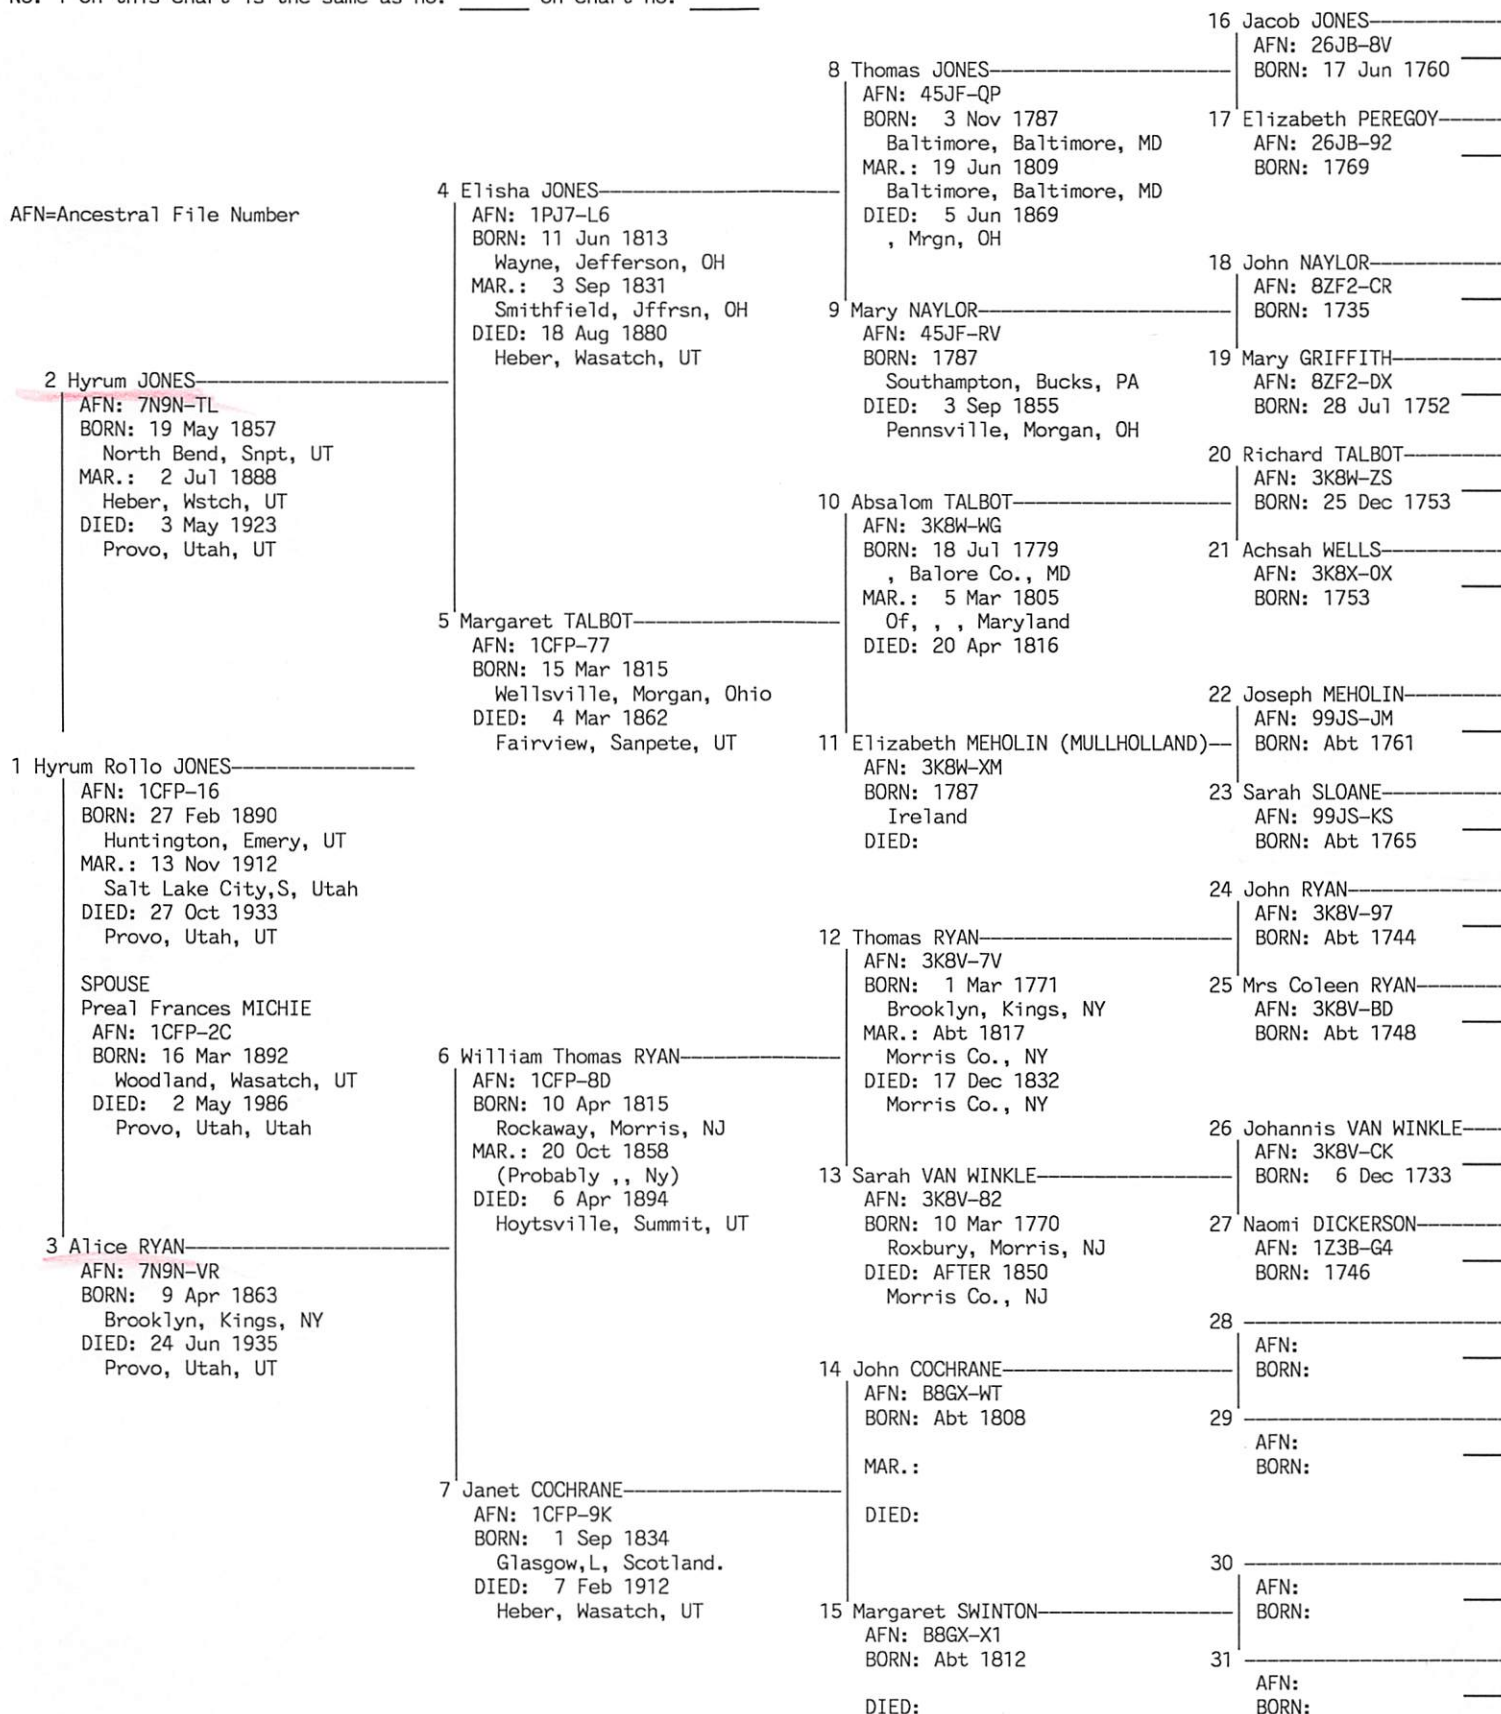 16 Jacob JONES
AFN: 26JB-8V
BORN: 17 Jun 1760
8 Thomas JONES
AFN: 45JF-QP
BORN: 3 Nov 1787
Baltimore, Baltimore, MD
MAR.: 19 Jun 1809
Baltimore, Baltimore, MD
DIED: 5 Jun 1869
, Mrgn, OH
17 Elizabeth PEREGOY
AFN: 26JB-92
BORN: 1769
4 Elisha JONES
AFN: 1PJ7-L6
BORN: 11 Jun 1813
Wayne, Jefferson, OH
MAR.: 3 Sep 1831
Smithfield, Jffrsn, OH
DIED: 18 Aug 1880
Heber, Wasatch, UT
AFN=Ancestral File Number
18 John NAYLOR
AFN: 8ZF2-CR
BORN: 1735
9 Mary NAYLOR
AFN: 45JF-RV
BORN: 1787
Southampton, Bucks, PA
DIED: 3 Sep 1855
Pennsville, Morgan, OH
19 Mary GRIFFITH
AFN: 8ZF2-DX
BORN: 28 Jul 1752
2 Hyrum JONES
AFN: 7N9N-TL
BORN: 19 May 1857
North Bend, Snpt, UT
MAR.: 2 Jul 1888
Heber, Wstch, UT
DIED: 3 May 1923
Provo, Utah, UT
20 Richard TALBOT
AFN: 3K8W-ZS
BORN: 25 Dec 1753
10 Absalom TALBOT
AFN: 3K8W-WG
BORN: 18 Jul 1779
, Balore Co., MD
MAR.: 5 Mar 1805
Of, , , Maryland
DIED: 20 Apr 1816
21 Achsah WELLS
AFN: 3K8X-0X
BORN: 1753
5 Margaret TALBOT
AFN: 1CFP-77
BORN: 15 Mar 1815
Wellsville, Morgan, Ohio
DIED: 4 Mar 1862
Fairview, Sanpete, UT
22 Joseph MEHOLIN
AFN: 99JS-JM
BORN: Abt 1761
11 Elizabeth MEHOLIN (MULLHOLLAND)
AFN: 3K8W-XM
BORN: 1787
Ireland
DIED:
23 Sarah SLOANE
AFN: 99JS-KS
BORN: Abt 1765
1 Hyrum Rollo JONES
AFN: 1CFP-16
BORN: 27 Feb 1890
Huntington, Emery, UT
MAR.: 13 Nov 1912
Salt Lake City,S, Utah
DIED: 27 Oct 1933
Provo, Utah, UT
SPOUSE
Preal Frances MICHIE
AFN: 1CFP-2C
BORN: 16 Mar 1892
Woodland, Wasatch, UT
DIED: 2 May 1986
Provo, Utah, Utah
24 John RYAN
AFN: 3K8V-97
BORN: Abt 1744
12 Thomas RYAN
AFN: 3K8V-7V
BORN: 1 Mar 1771
Brooklyn, Kings, NY
MAR.: Abt 1817
Morris Co., NY
DIED: 17 Dec 1832
Morris Co., NY
25 Mrs Coleen RYAN
AFN: 3K8V-BD
BORN: Abt 1748
6 William Thomas RYAN
AFN: 1CFP-8D
BORN: 10 Apr 1815
Rockaway, Morris, NJ
MAR.: 20 Oct 1858
(Probably ,, Ny)
DIED: 6 Apr 1894
Hoytsville, Summit, UT
26 Johannis VAN WINKLE
AFN: 3K8V-CK
BORN: 6 Dec 1733
13 Sarah VAN WINKLE
AFN: 3K8V-82
BORN: 10 Mar 1770
Roxbury, Morris, NJ
DIED: AFTER 1850
Morris Co., NJ
27 Naomi DICKERSON
AFN: 1Z3B-G4
BORN: 1746
3 Alice RYAN
AFN: 7N9N-VR
BORN: 9 Apr 1863
Brooklyn, Kings, NY
DIED: 24 Jun 1935
Provo, Utah, UT
28
AFN:
BORN:
14 John COCHRANE
AFN: B8GX-WT
BORN: Abt 1808
MAR.:
DIED:
29
AFN:
BORN:
7 Janet COCHRANE
AFN: 1CFP-9K
BORN: 1 Sep 1834
Glasgow,L, Scotland.
DIED: 7 Feb 1912
Heber, Wasatch, UT
30
AFN:
BORN:
15 Margaret SWINTON
AFN: B8GX-X1
BORN: Abt 1812
DIED:
31
AFN:
BORN: